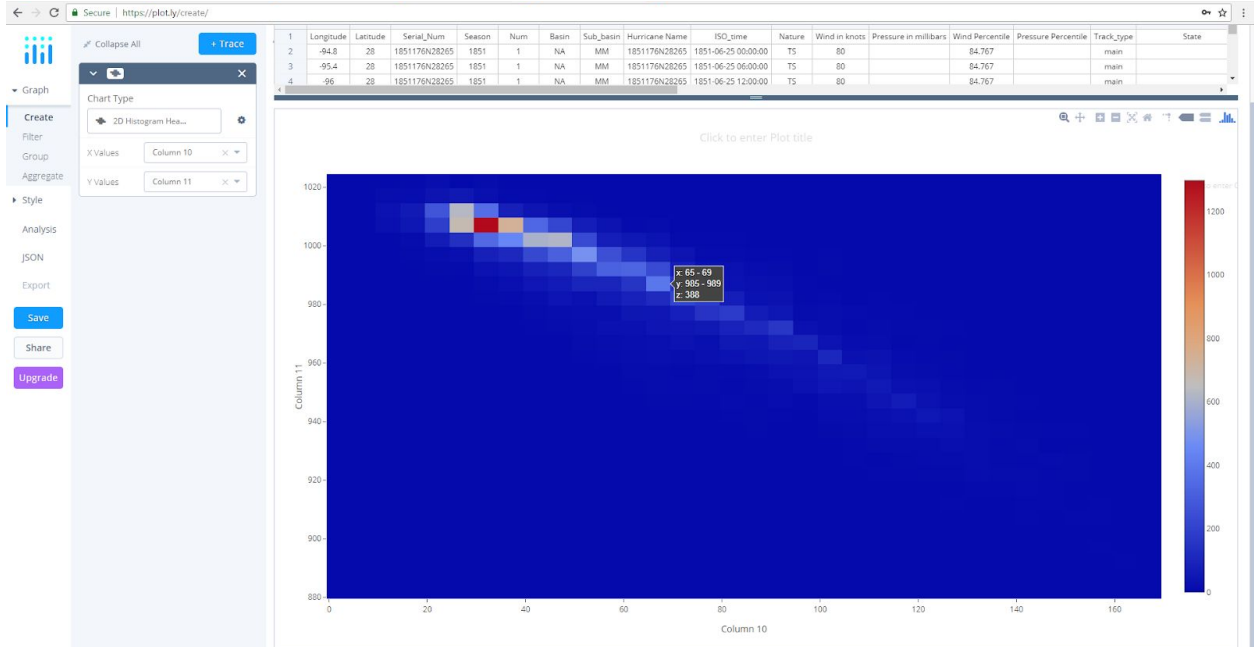 Secure | https://plot.ly/create/
Collapse All
+ Trace
Graph
Create
Filter
Group
Aggregate
Style
Analysis
JSON
Export
Save
Share
Upgrade
Chart Type
2D Histogram Hea...
X Values Column 10
Y Values Column 11
1 Longitude Latitude Serial_Num Season Num Basin Sub_basin Hurricane Name ISO_time Nature Wind in knots Pressure in millibars Wind Percentile Pressure Percentile Track_type State
2 -94.8 28 1851176N28265 1851 1 NA MM 1851176N28265 1851-06-25 00:00:00 TS 80 84.767 main
3 -95.4 28 1851176N28265 1851 1 NA MM 1851176N28265 1851-06-25 06:00:00 TS 80 84.767 main
4 -96 28 1851176N28265 1851 1 NA MM 1851176N28265 1851-06-25 12:00:00 TS 80 84.767 main
Click to enter Plot title
1020
1000
980
960
940
920
900
880
Column 11
x: 65 - 69
y: 985 - 989
z: 388
0 20 40 60 80 100 120 140 160
Column 10
1200
1000
800
600
400
200
0